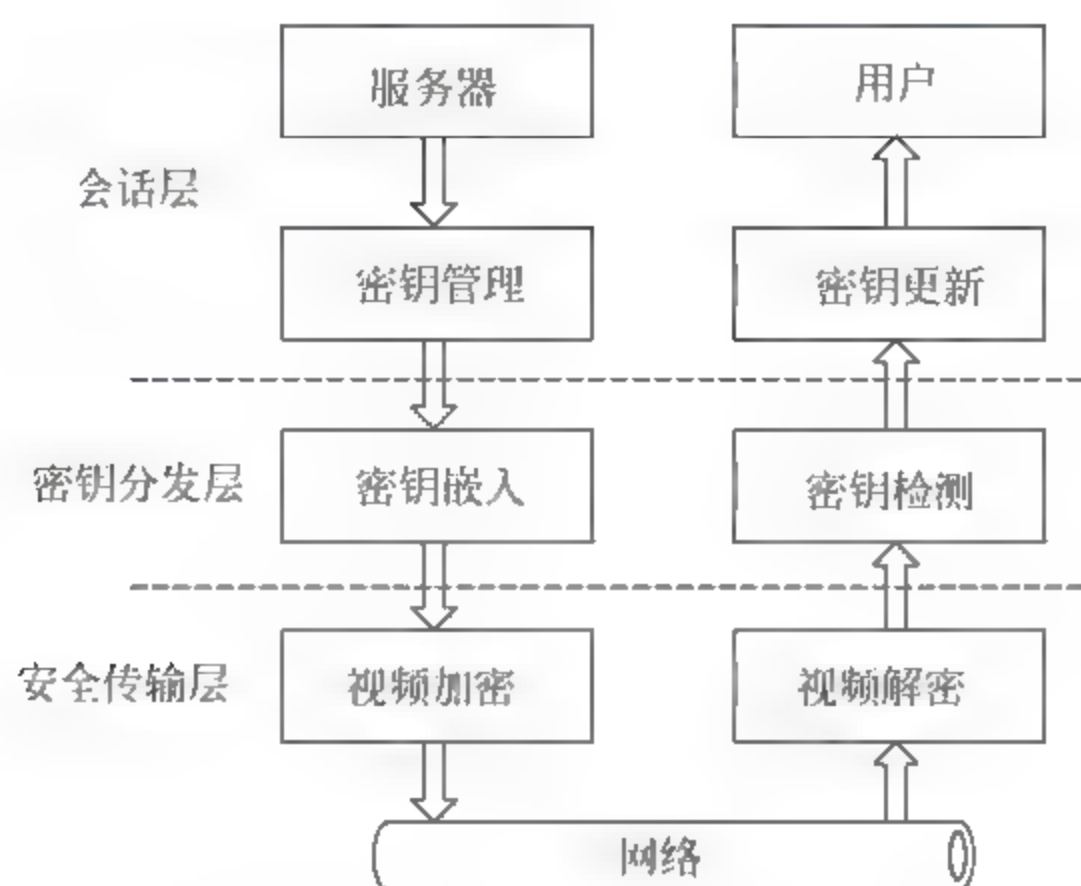 服务器
用户
会话层
密钥管理
密钥更新
密钥分发层
密钥嵌入
密钥检测
安全传输层
视频加密
视频解密
网络